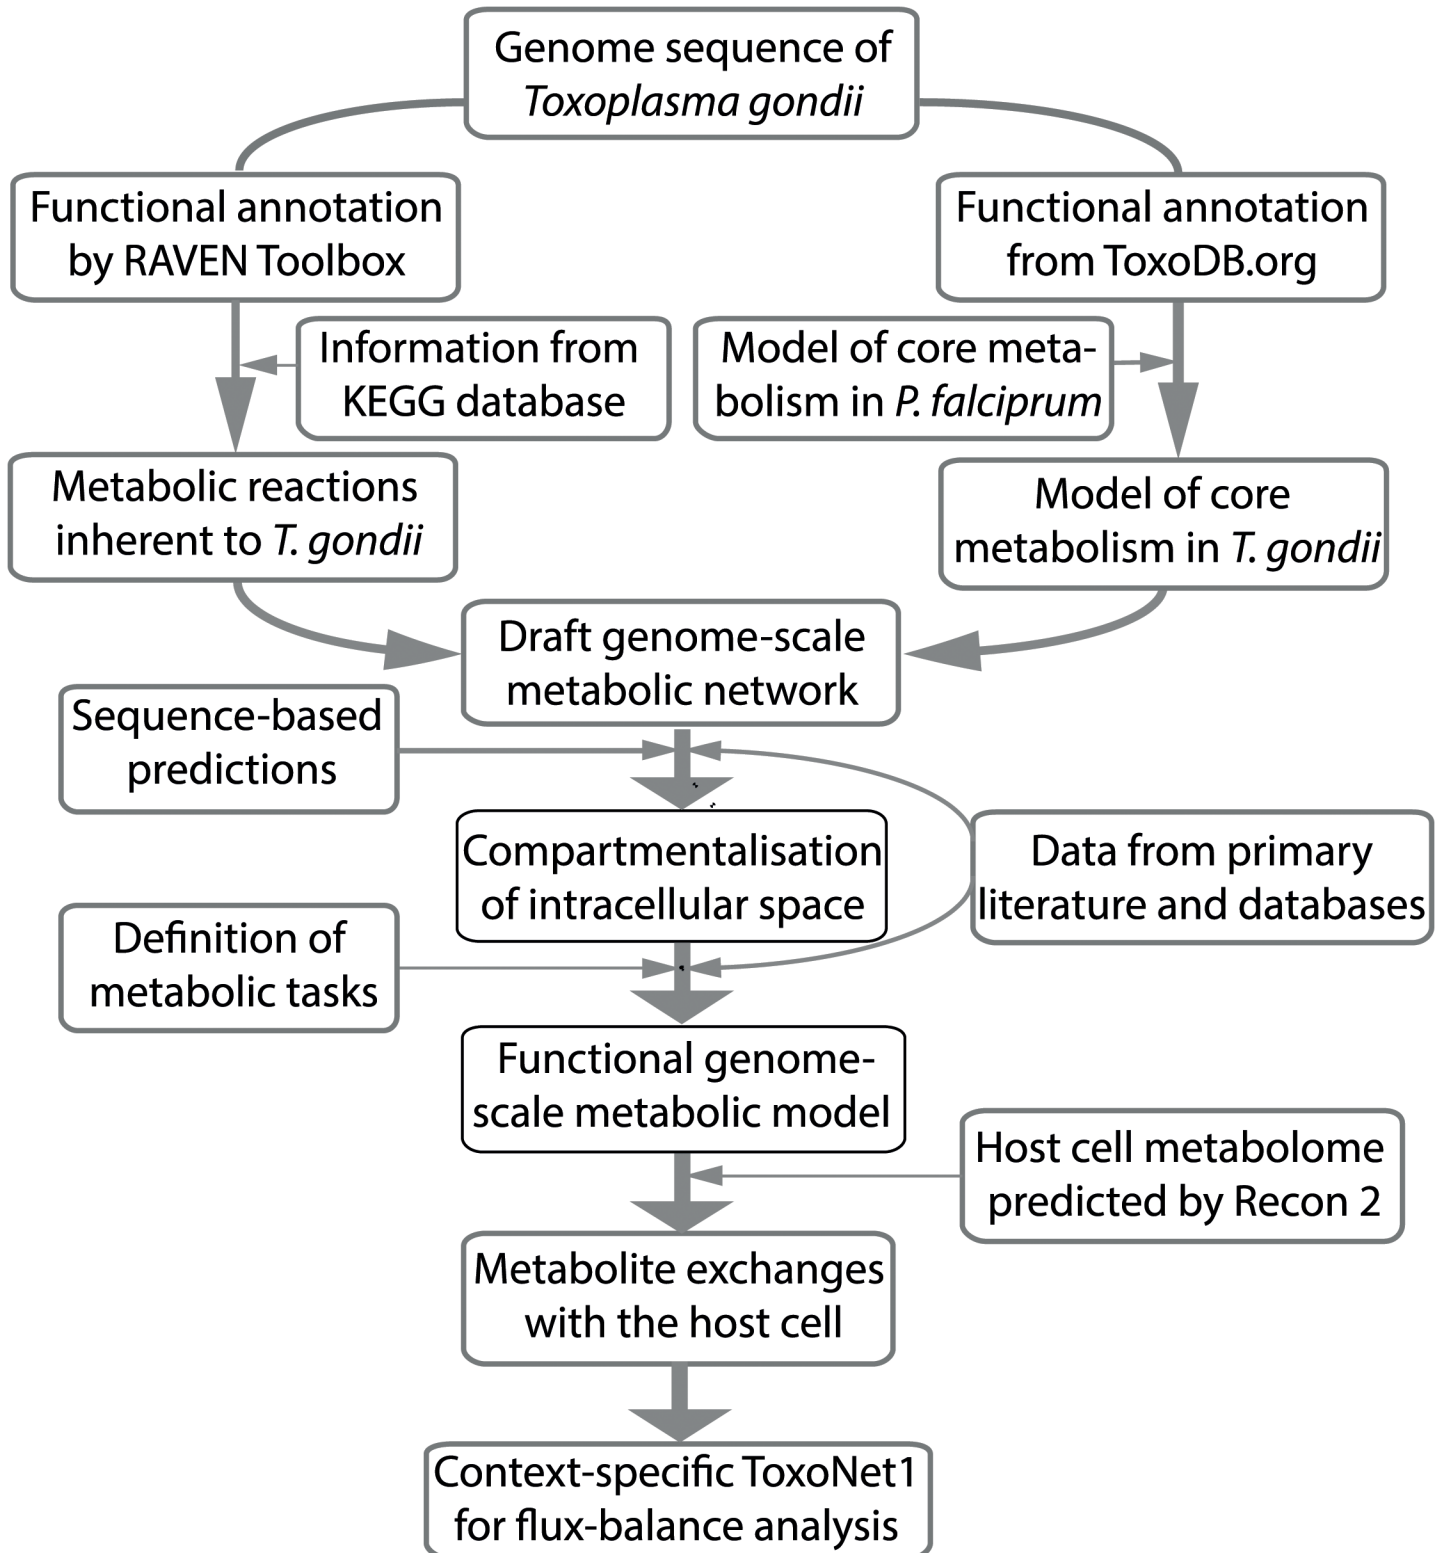 Genome sequence of
Toxoplasma gondii
Functional annotation
by RAVEN Toolbox
Functional annotation
from ToxoDB.org
Information from
KEGG database
Model of core meta-
bolism in P. falciprum
Metabolic reactions
inherent to T. gondii
Model of core
metabolism in T. gondii
Draft genome-scale
metabolic network
Sequence-based
predictions
Compartmentalisation
of intracellular space
Data from primary
literature and databases
Definition of
metabolic tasks
Functional genome-
scale metabolic model
Host cell metabolome
predicted by Recon 2
Metabolite exchanges
with the host cell
Context-specific ToxoNet1
for flux-balance analysis